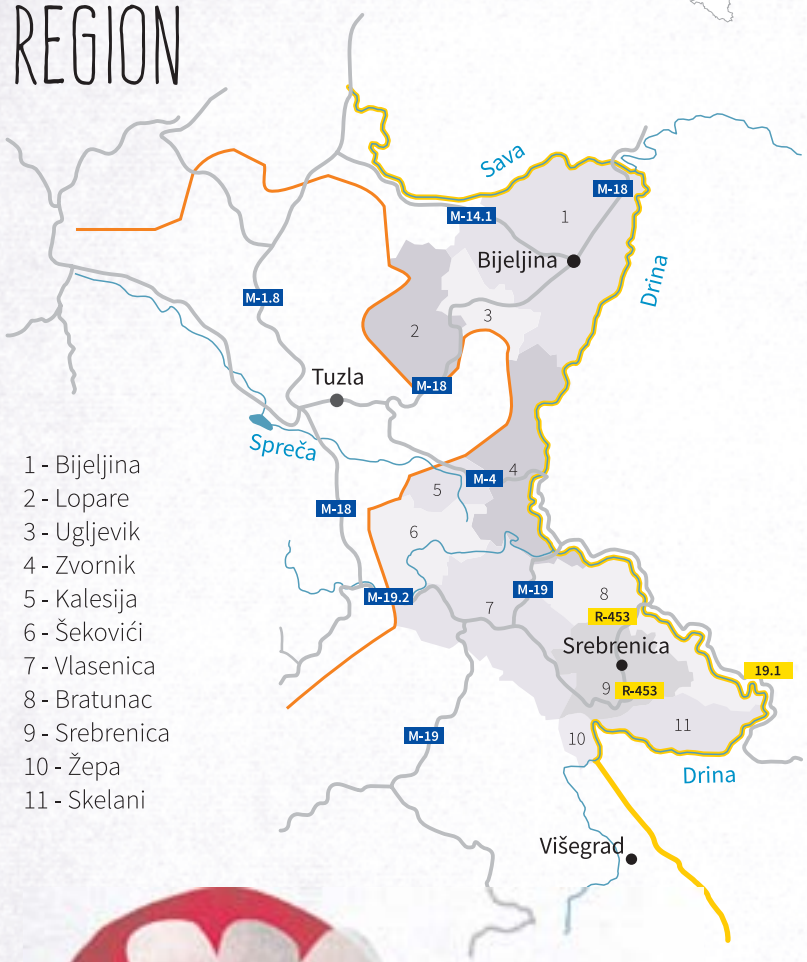 REGION
Sava
M-18
M-14.1
1
Bijeljina
Drina
M-1.8
3
2
Tuzla
M-18
Spreča
4
M-4
5
M-18
6
M-19
M-19.2
8
7
R-453
Srebrenica
19.1
9
R-453
11
M-19
10
Drina
Višegrad
1 - Bijeljina
2 - Lopare
3 - Ugljevik
4 - Zvornik
5 - Kalesija
6 - Šekovići
7 - Vlasenica
8 - Bratunac
9 - Srebrenica
10 - Žepa
11 - Skelani